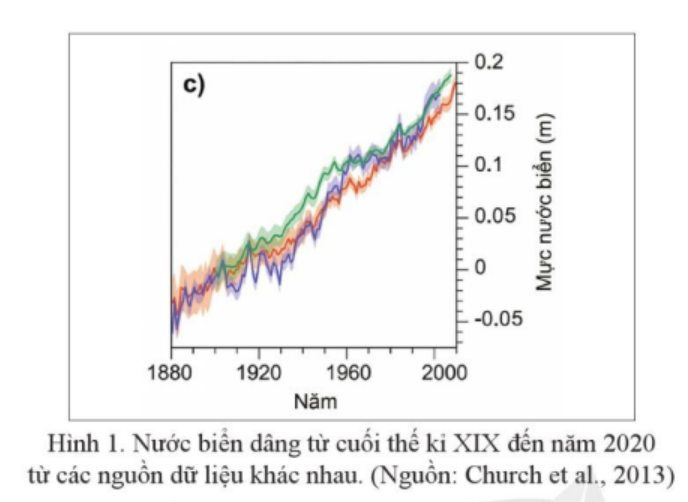 c)
0.2
0.15
0.1
0.05
0
-0.05
Mực nước biển (m)
1880 1920 1960 2000
Năm
Hình 1. Nước biển dâng từ cuối thế kỉ XIX đến năm 2020
từ các nguồn dữ liệu khác nhau. (Nguồn: Church et al., 2013)